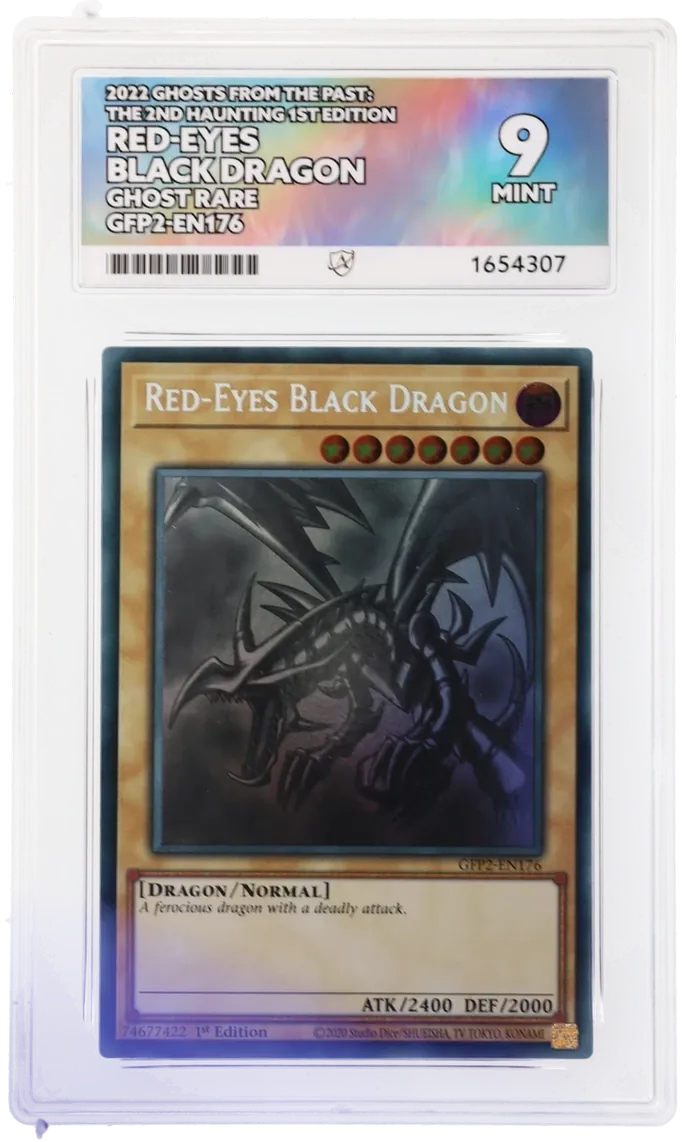 2022 GHOSTS FROM THE PAST:
THE 2ND HAUNTING 1ST EDITION
RED-EYES
BLACK DRAGON
GHOST RARE
GFP2-EN176
9
MINT
1654307
RED-EYES BLACK DRAGON
GFP2-EN176
[DRAGON/NORMAL]
A ferocious dragon with a deadly attack.
ATK/2400 DEF/2000
74677422 1st Edition
©2020 Studio Dice/SHUEISHA, TV TOKYO, KONAMI